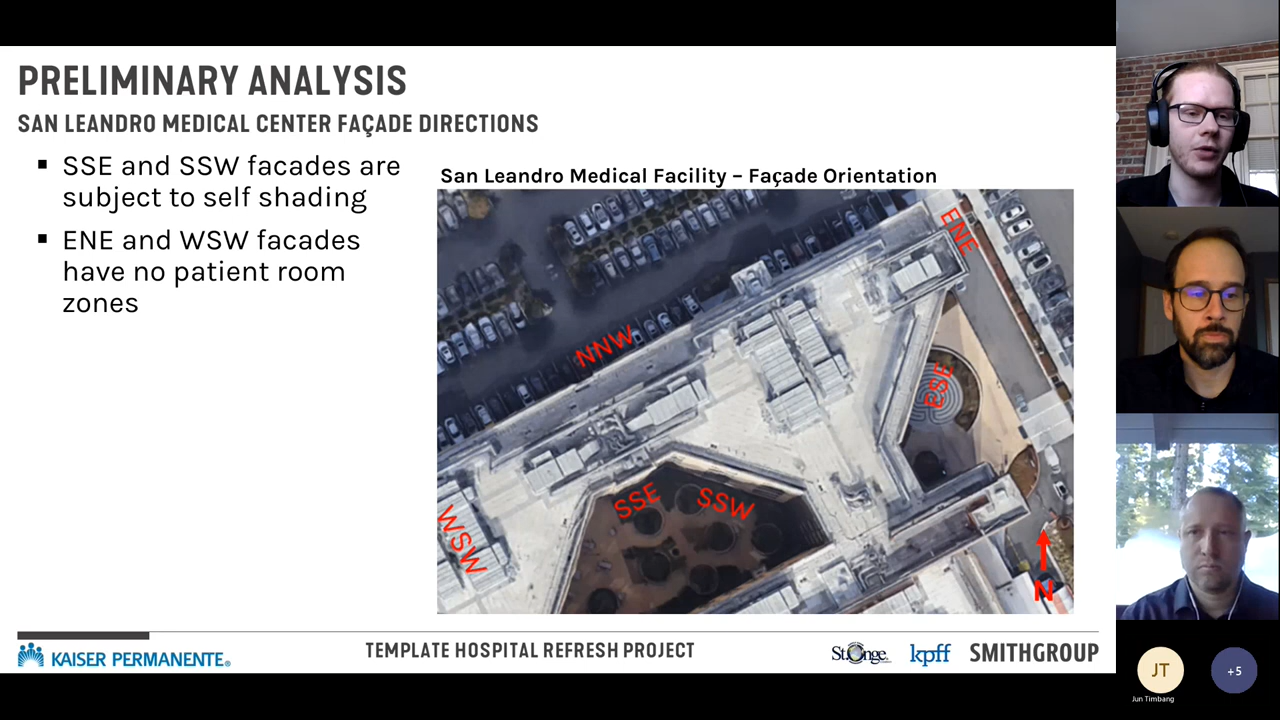 PRELIMINARY ANALYSIS
SAN LEANDRO MEDICAL CENTER FAÇADE DIRECTIONS
▪ SSE and SSW facades are
subject to self shading
▪ ENE and WSW facades
have no patient room
zones
San Leandro Medical Facility – Façade Orientation
ENE
NNW
ESE
SSE
SSW
WSW
N
KAISER PERMANENTE®
TEMPLATE HOSPITAL REFRESH PROJECT
St.Onge
kpff
SMITHGROUP
JT
+5
Jun Timbang